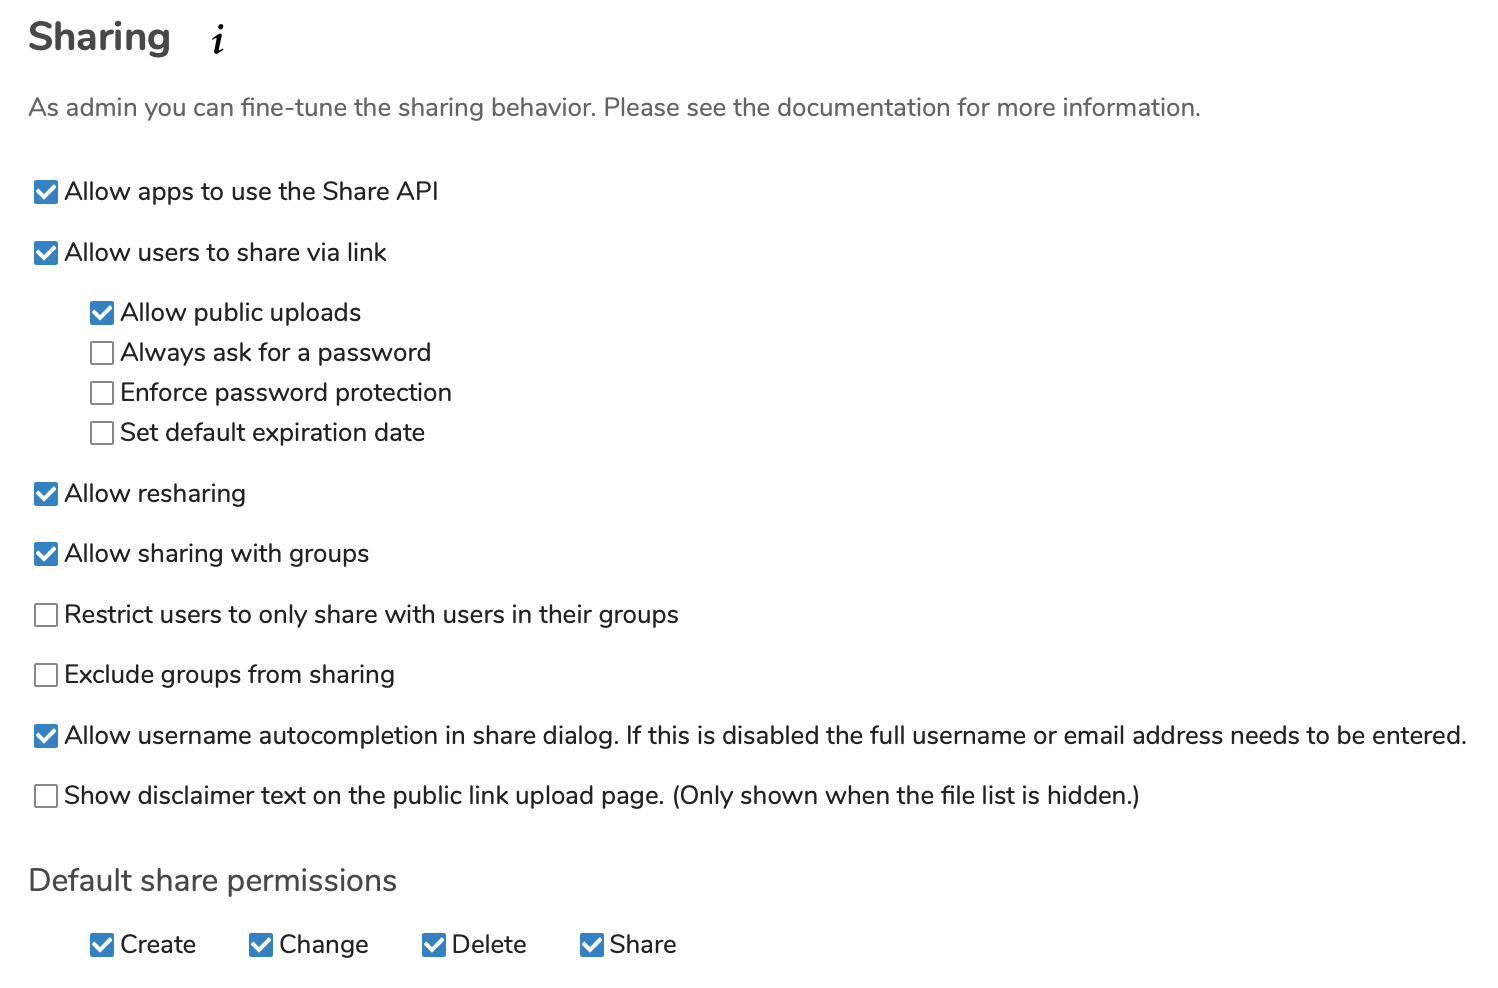 Sharing i
As admin you can fine-tune the sharing behavior. Please see the documentation for more information.
Allow apps to use the Share API
Allow users to share via link
Allow public uploads
Always ask for a password
Enforce password protection
Set default expiration date
Allow resharing
Allow sharing with groups
Restrict users to only share with users in their groups
Exclude groups from sharing
Allow username autocompletion in share dialog. If this is disabled the full username or email address needs to be entered.
Show disclaimer text on the public link upload page. (Only shown when the file list is hidden.)
Default share permissions
Create Change Delete Share